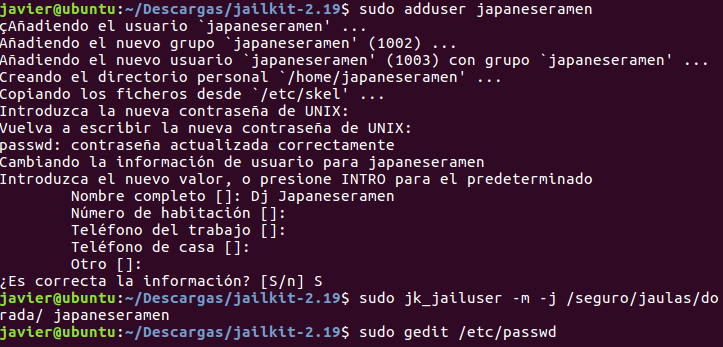 javier@ubuntu:~/Descargas/jailkit-2.19$ sudo adduser japaneseramen
çAñadiendo el usuario `japaneseramen' ...
Añadiendo el nuevo grupo `japaneseramen' (1002) ...
Añadiendo el nuevo usuario `japaneseramen' (1003) con grupo `japaneseramen' ...
Creando el directorio personal `/home/japaneseramen' ...
Copiando los ficheros desde `/etc/skel' ...
Introduzca la nueva contraseña de UNIX:
Vuelva a escribir la nueva contraseña de UNIX:
passwd: contraseña actualizada correctamente
Cambiando la información de usuario para japaneseramen
Introduzca el nuevo valor, o presione INTRO para el predeterminado
        Nombre completo []: Dj Japaneseramen
        Número de habitación []:
        Teléfono del trabajo []:
        Teléfono de casa []:
        Otro []:
¿Es correcta la información? [S/n] S
javier@ubuntu:~/Descargas/jailkit-2.19$ sudo jk_jailuser -m -j /seguro/jaulas/do
rada/ japaneseramen
javier@ubuntu:~/Descargas/jailkit-2.19$ sudo gedit /etc/passwd